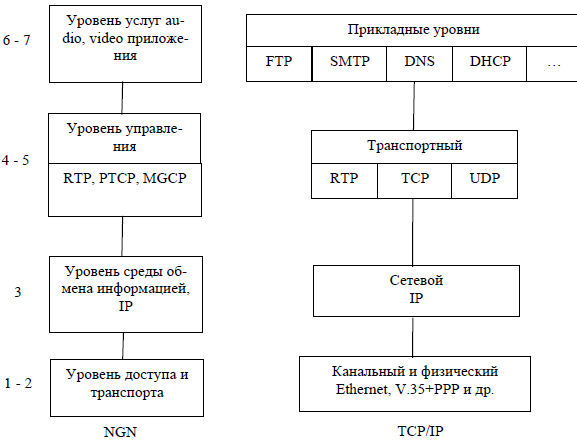 6 - 7
Уровень услуг au-
dio, video приложе-
ния
Прикладные уровни
FTP
SMTP
DNS
DHCP
…
4 - 5
Уровень управле-
ния
RTP, PTCP, MGCP
Транспортный
RTP
TCP
UDP
3
Уровень среды об-
мена информацией,
IP
Сетевой
IP
1 - 2
Уровень доступа и
транспорта
Канальный и физический
Ethernet, V.35+PPP и др.
NGN
TCP/IP